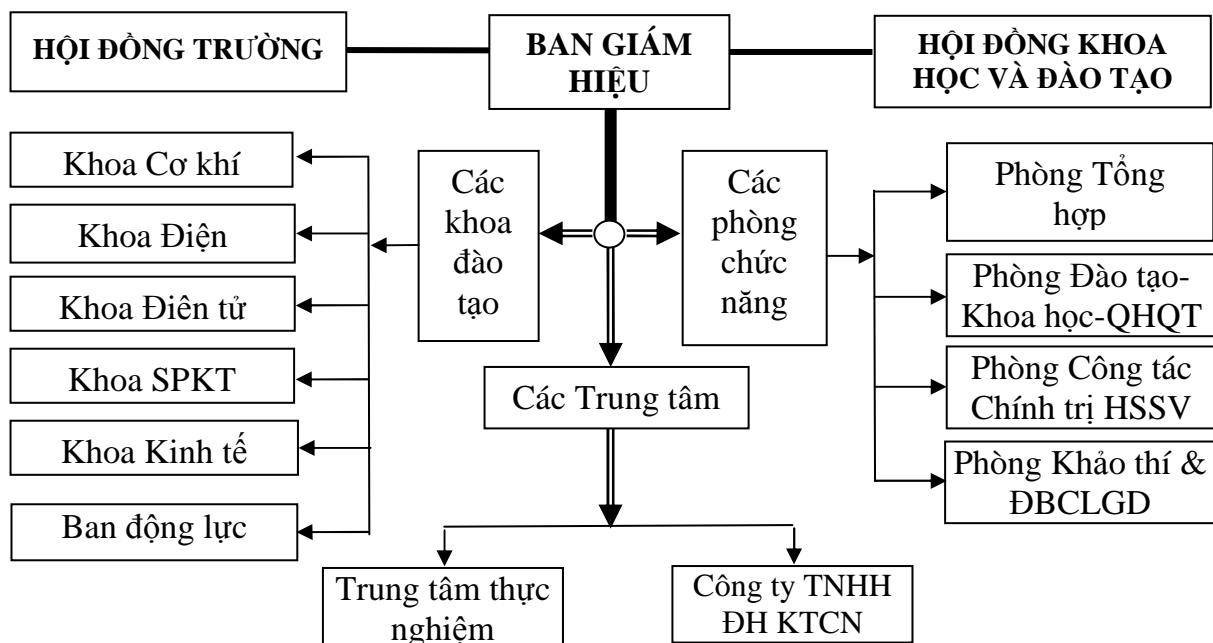 HỘI ĐỒNG TRƯỜNG
BAN GIÁM
HIỆU
HỘI ĐỒNG KHOA
HỌC VÀ ĐÀO TẠO
Khoa Cơ khí
Khoa Điện
Khoa Điên tử
Khoa SPKT
Khoa Kinh tế
Ban động lực
Các
khoa
đào
tạo
Các
phòng
chức
năng
Phòng Tổng
hợp
Phòng Đào tạo-
Khoa học-QHQT
Phòng Công tác
Chính trị HSSV
Phòng Khảo thí &
ĐBCLGD
Các Trung tâm
Trung tâm thực
nghiệm
Công ty TNHH
ĐH KTCN